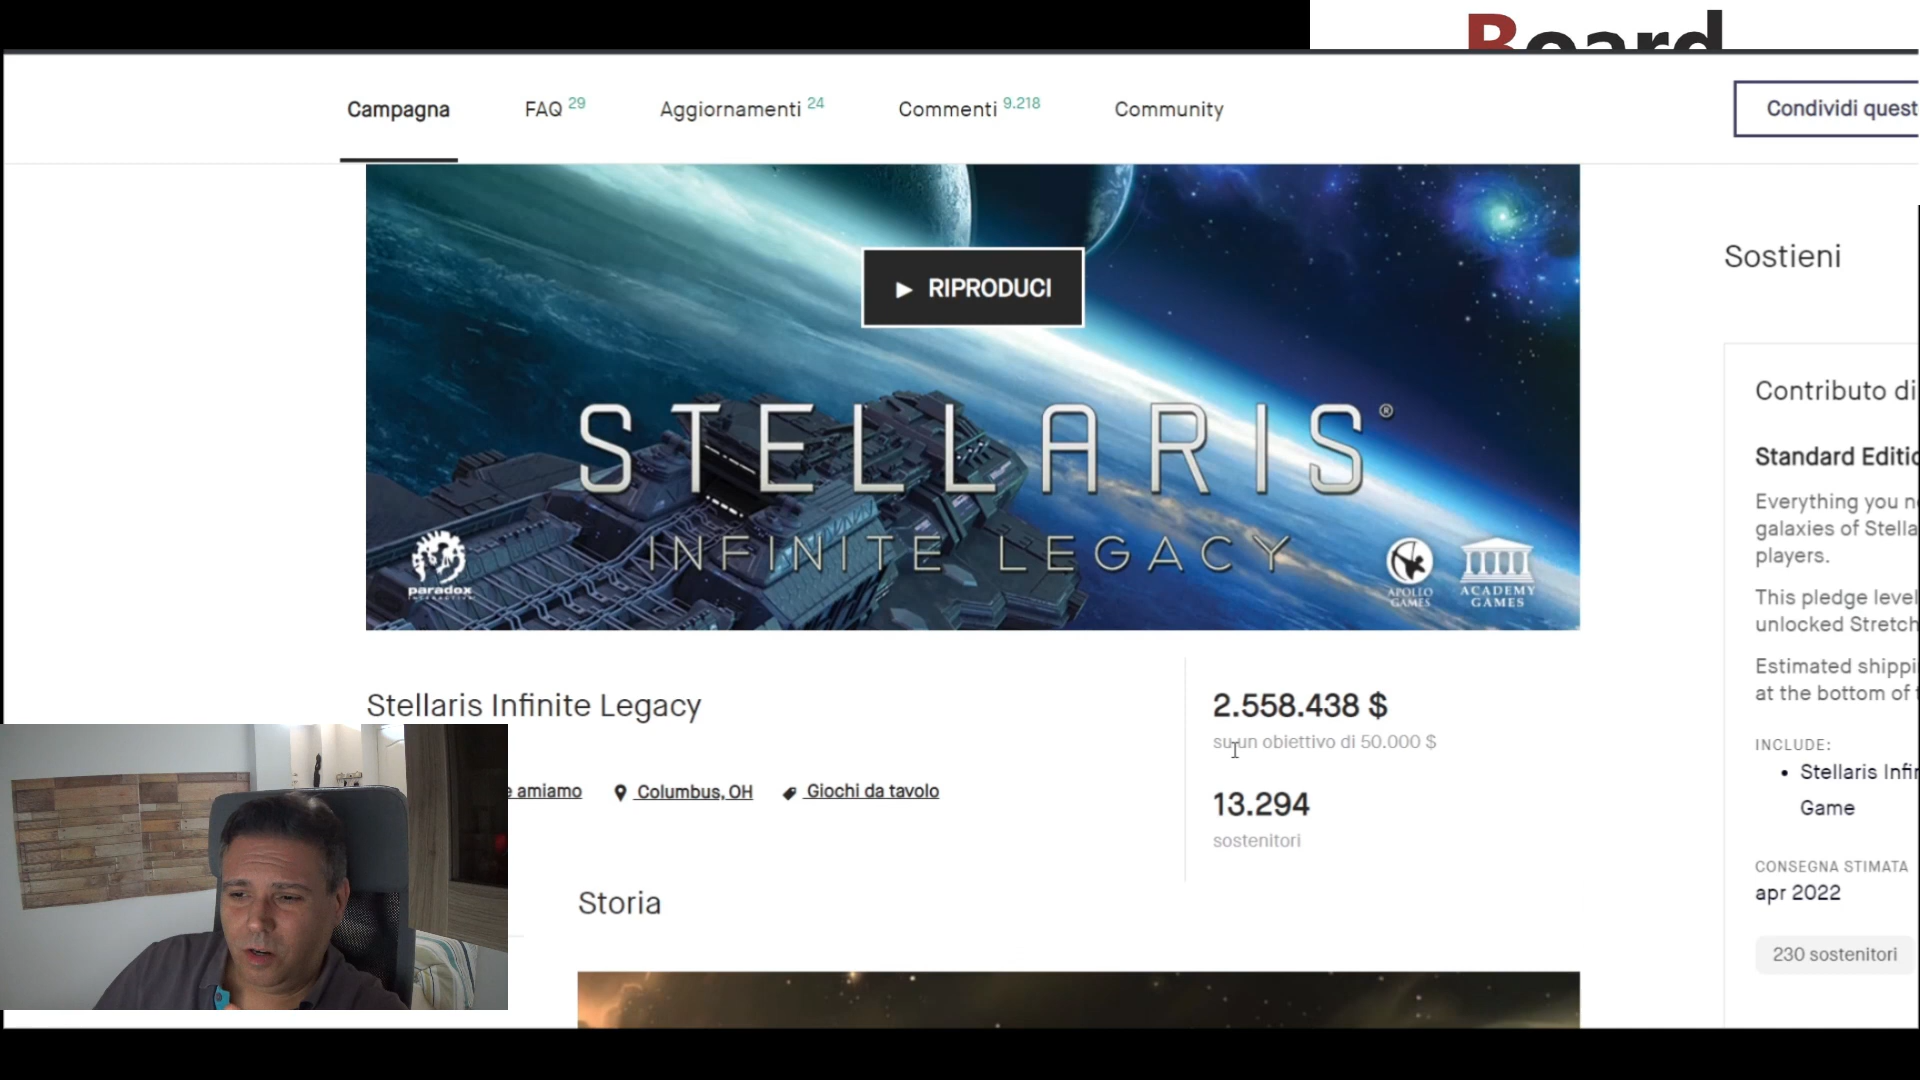 Board
Campagna
FAQ 29
Aggiornamenti 24
Commenti 9.218
Community
Condividi quest
RIPRODUCI
STELLARIS®
INFINITE LEGACY
paradox
INTERACTIVE
APOLLO
GAMES
ACADEMY
GAMES
Stellaris Infinite Legacy
2.558.438 $
su un obiettivo di 50.000 $
13.294
sostenitori
e amiamo
Columbus, OH
Giochi da tavolo
Storia
Sostieni
Contributo di
Standard Editio
Everything you n
galaxies of Stella
players.
This pledge level
unlocked Stretch
Estimated shippi
at the bottom of
INCLUDE:
• Stellaris Infin
Game
CONSEGNA STIMATA
apr 2022
230 sostenitori